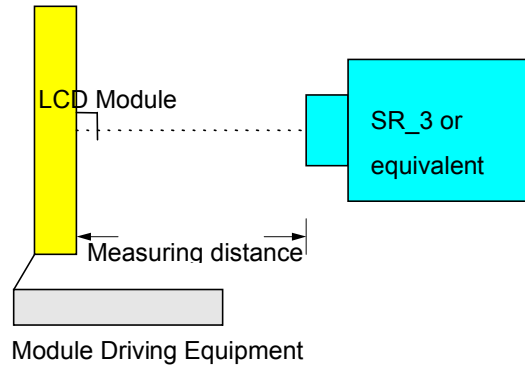 LCD Module
SR_3 or
equivalent
Measuring distance
Module Driving Equipment